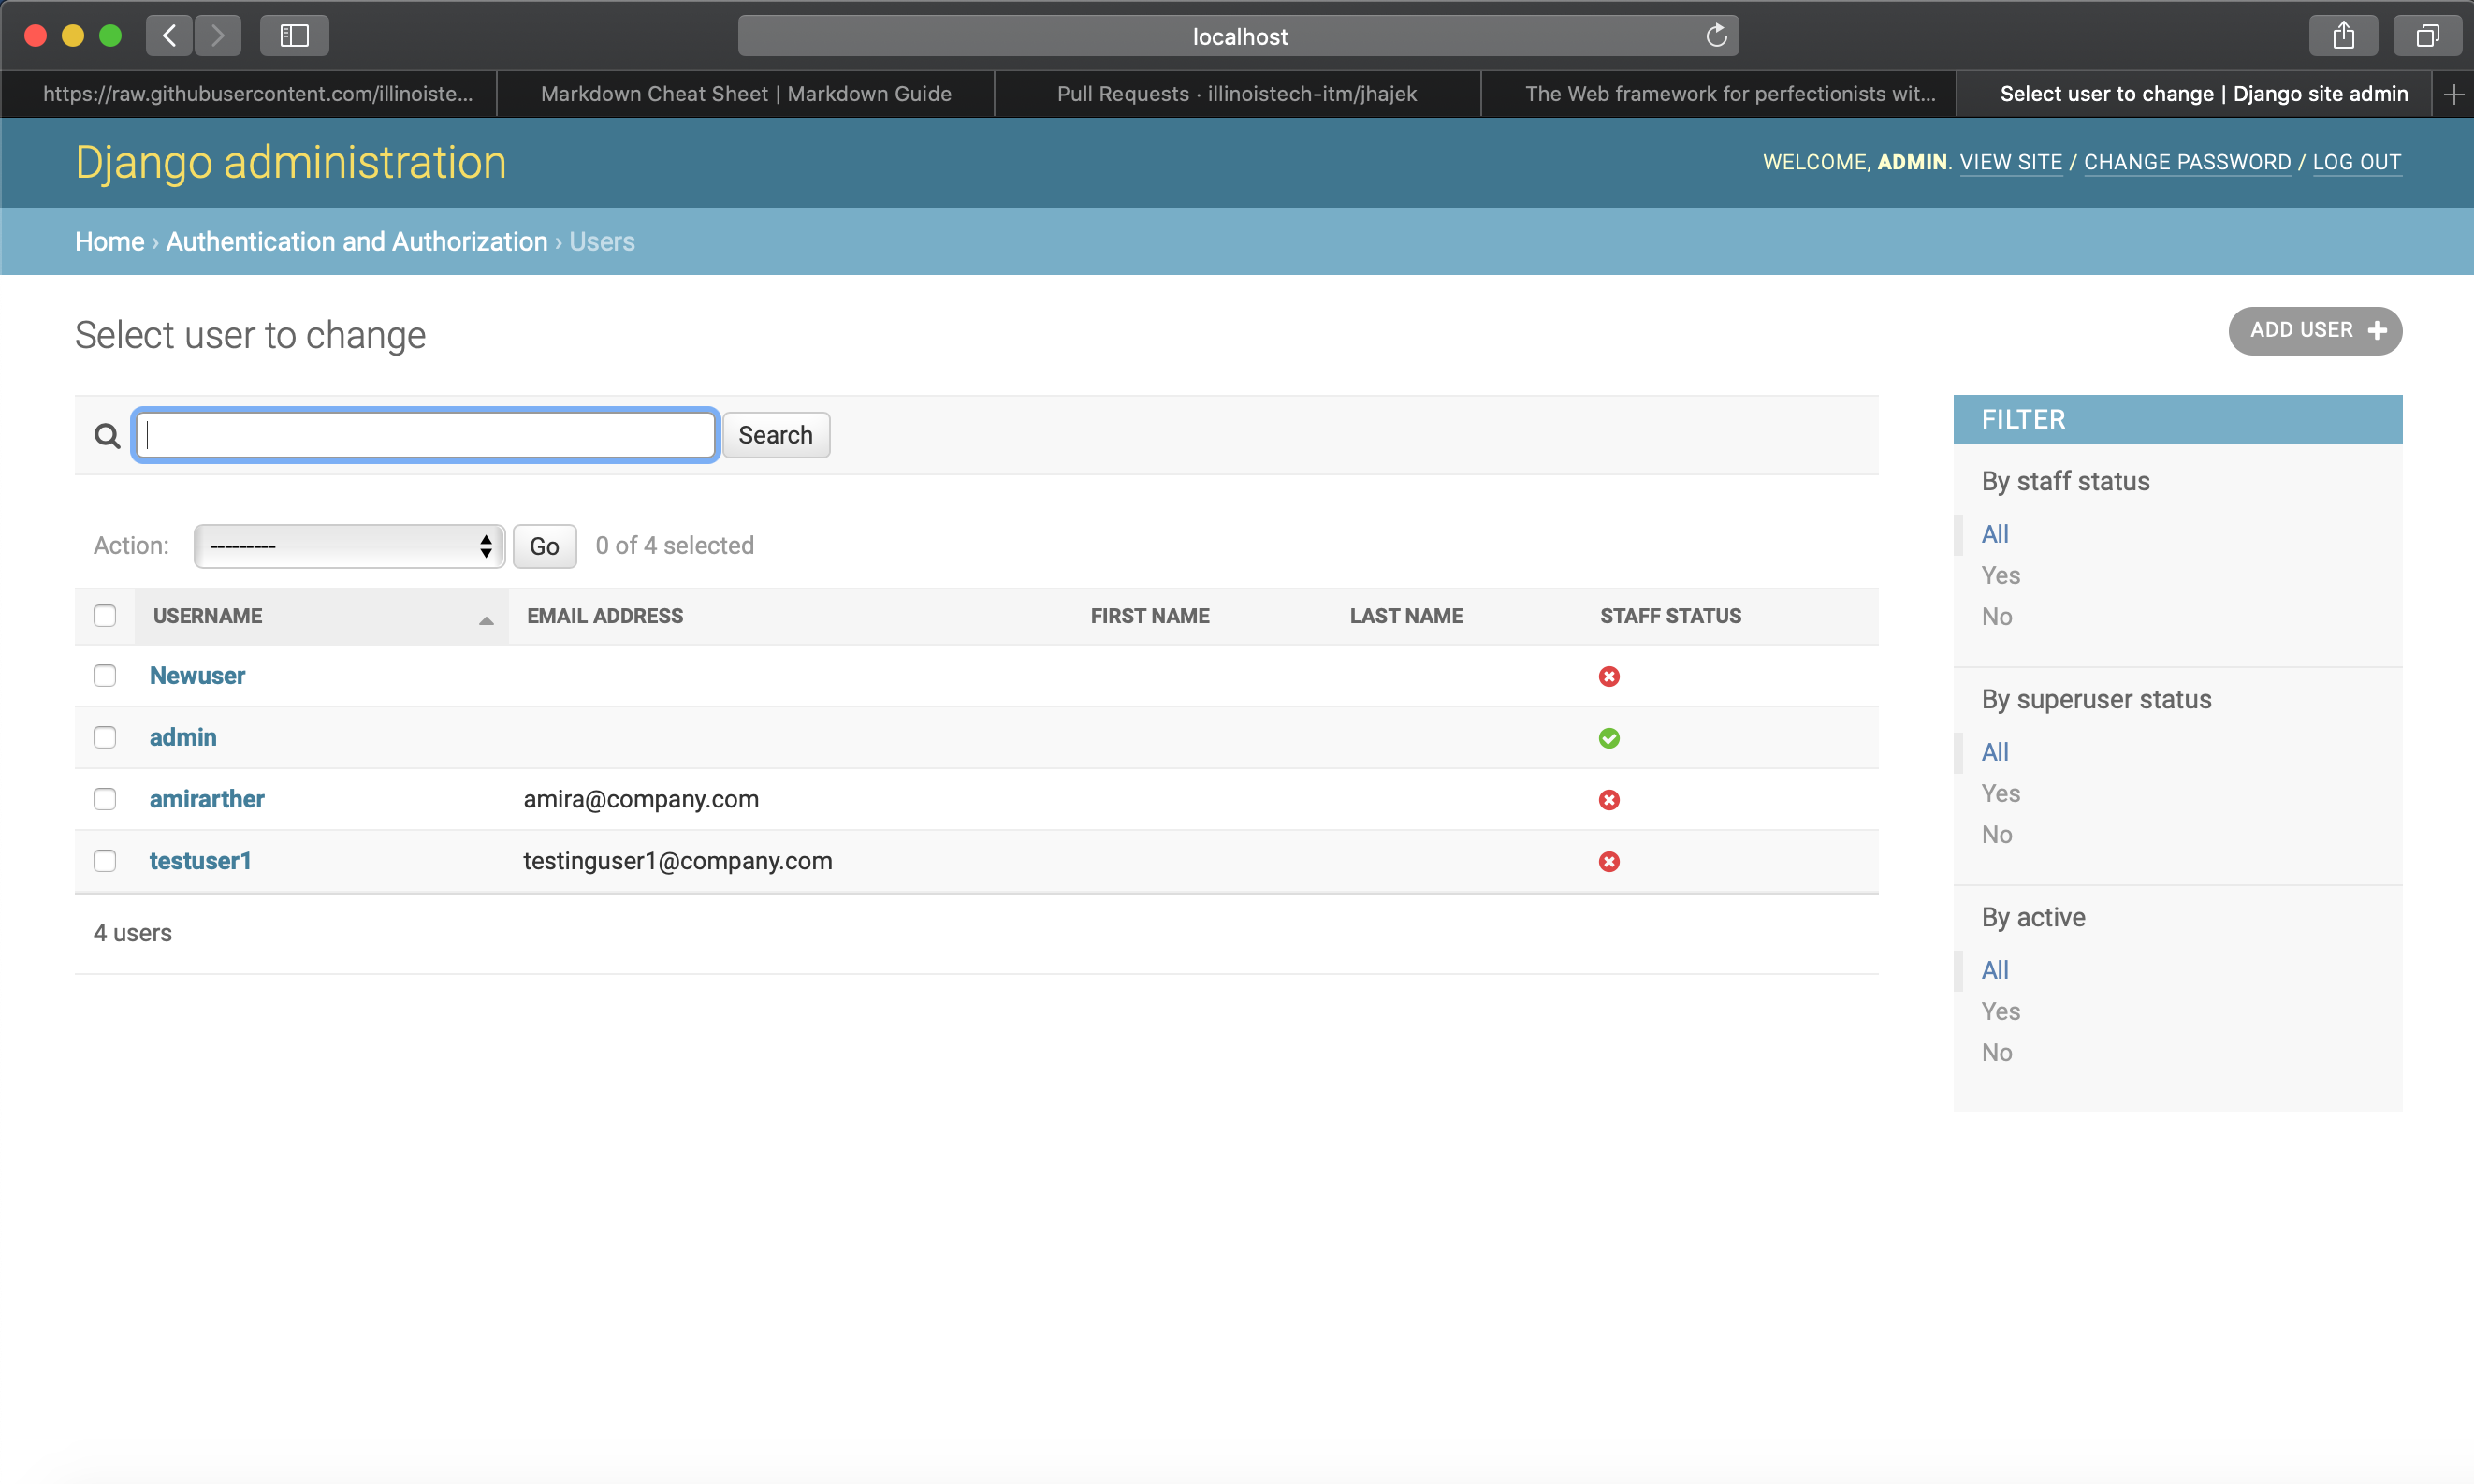 localhost
https://raw.githubusercontent.com/illinoiste...
Markdown Cheat Sheet | Markdown Guide
Pull Requests · illinoistech-itm/jhajek
The Web framework for perfectionists wit...
Select user to change | Django site admin
Django administration
WELCOME, ADMIN. VIEW SITE / CHANGE PASSWORD / LOG OUT
Home › Authentication and Authorization › Users
Select user to change
ADD USER
Search
Action: --------- Go 0 of 4 selected
USERNAME EMAIL ADDRESS FIRST NAME LAST NAME STAFF STATUS
Newuser
admin
amirarther amira@company.com
testuser1 testinguser1@company.com
4 users
FILTER
By staff status
All
Yes
No
By superuser status
All
Yes
No
By active
All
Yes
No